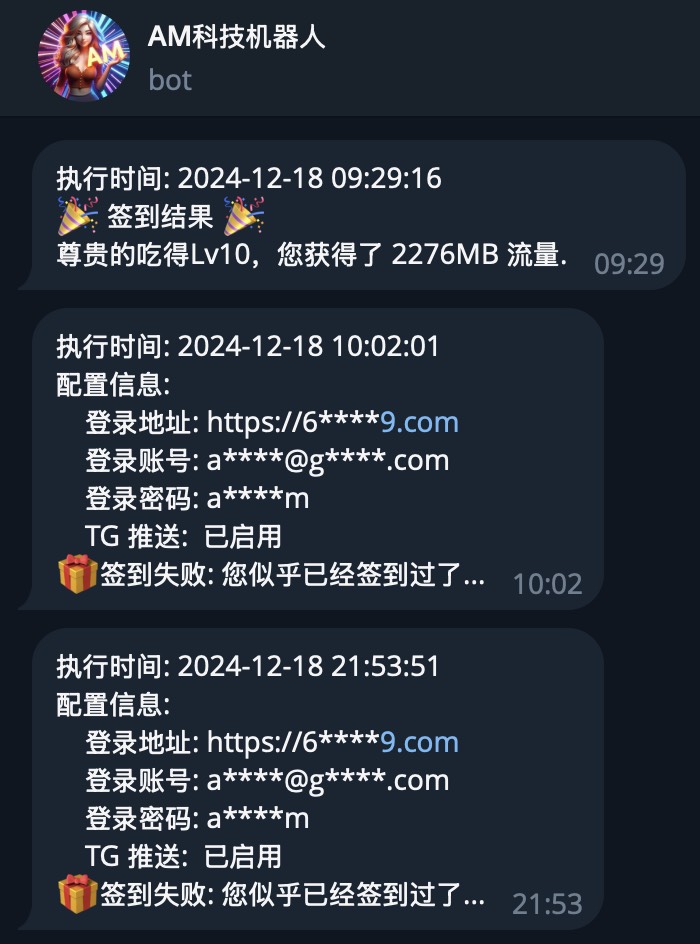 AM
AM科技机器人
bot
执行时间: 2024-12-18 09:29:16
🎉 签到结果 🎉
尊贵的吃得Lv10，您获得了 2276MB 流量.
09:29
执行时间: 2024-12-18 10:02:01
配置信息:
登录地址: https://6****9.com
登录账号: a****@g****.com
登录密码: a****m
TG 推送:  已启用
🎁签到失败: 您似乎已经签到过了...
10:02
执行时间: 2024-12-18 21:53:51
配置信息:
登录地址: https://6****9.com
登录账号: a****@g****.com
登录密码: a****m
TG 推送:  已启用
🎁签到失败: 您似乎已经签到过了...
21:53